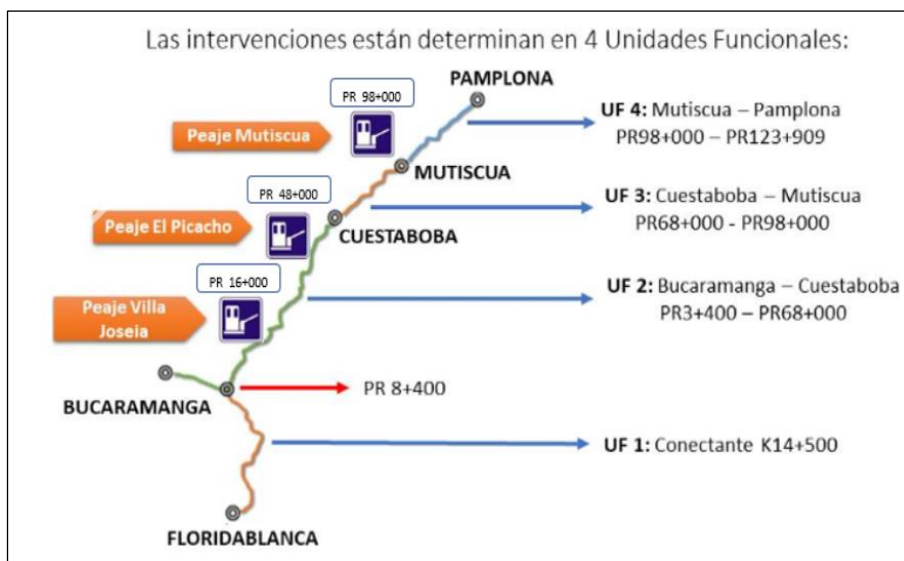 Las intervenciones están determinan en 4 Unidades Funcionales:
PAMPLONA
PR 98+000
Peaje Mutiscua
UF 4: Mutiscua – Pamplona
PR98+000 – PR123+909
MUTISCUA
PR 48+000
Peaje El Picacho
CUESTABOBA
UF 3: Cuestaboba – Mutiscua
PR68+000 - PR98+000
PR 16+000
Peaje Villa
Joseia
UF 2: Bucaramanga – Cuestaboba
PR3+400 – PR68+000
BUCARAMANGA
PR 8+400
UF 1: Conectante K14+500
FLORIDABLANCA